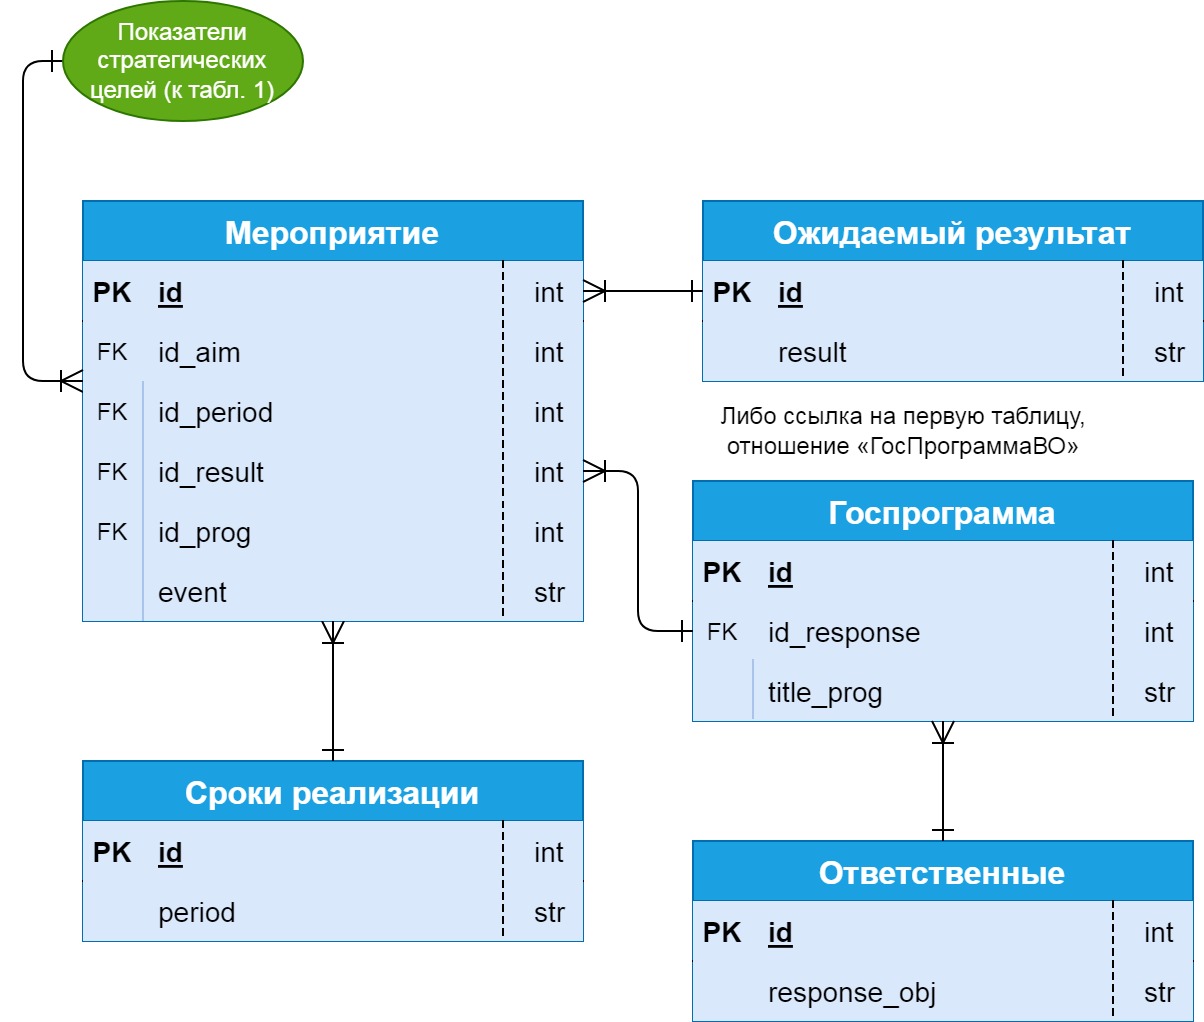 Показатели
стратегических
целей (к табл. 1)
Мероприятие
PK id int
FK id_aim int
FK id_period int
FK id_result int
FK id_prog int
event str
Ожидаемый результат
PK id int
result str
Либо ссылка на первую таблицу,
отношение «ГосПрограммаВО»
Госпрограмма
PK id int
FK id_response int
title_prog str
Сроки реализации
PK id int
period str
Ответственные
PK id int
response_obj str